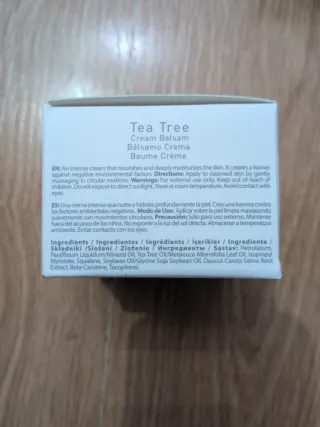 Tea Tree
Cream Balsam
Bálsamo Crema
Baume Crème
EN: An intense cream that nourishes and deeply moisturizes the skin. It creates a barrier
against negative environmental factors. Directions: Apply to cleansed skin by gently
massaging in circular motions. Warnings: For external use only. Keep out of reach of
children. Do not expose to direct sunlight. Store at room temperature. Avoid contact with
eyes.
ES: Una crema intensa que nutre e hidrata profundamente la piel. Crea una barrera contra
los factores ambientales negativos. Modo de Uso: Aplicar sobre la piel limpia masajeando
con movimientos circulares. Precaución: Sólo para uso externo. Mantener
fuera del alcance de los niños. No exponer a la luz del sol directa. Almacenar a temperatura
ambiente. Evitar contacto con los ojos.
Ingredients / Ingredientes / Ingrédients / İçerikler / Ingredientes /
Składniki /Složení / Zloženie / Ингредиенты / Sastav: Petrolatum,
Paraffinum Liquidum/Mineral Oil, Tea Tree Oil/Melaleuca Alternifolia Leaf Oil, Isopropyl
Myristate, Squalane, Soybean Oil/Glycine Soja Soybean Oil, Daucus Carota Sativa Root
Extract, Beta-Carotene, Tocopherol.